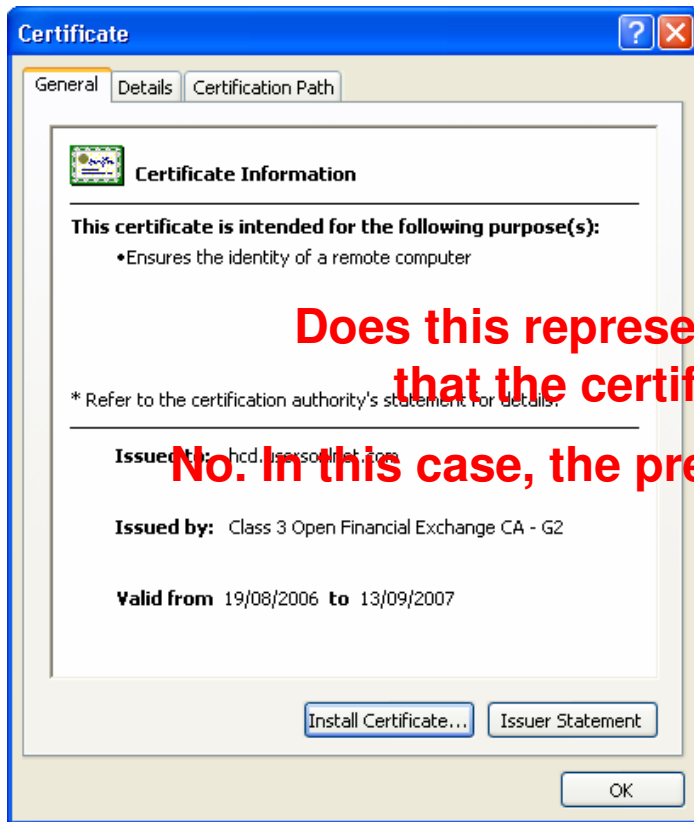 Certificate
General Details Certification Path
Certificate Information
This certificate is intended for the following purpose(s):
•Ensures the identity of a remote computer
Does this represe
that the certif
* Refer to the certification authority's statement for details.
Issued to:
No. In this case, the pre
Issued by: Class 3 Open Financial Exchange CA - G2
Valid from 19/08/2006 to 13/09/2007
Install Certificate... Issuer Statement
OK